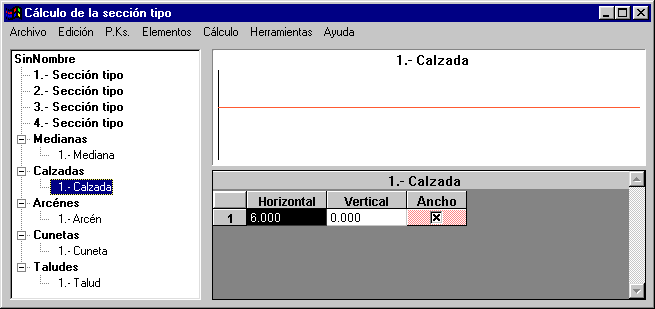 Cálculo de la sección tipo
Archivo Edición P.Ks. Elementos Cálculo Herramientas Ayuda
SinNombre
1.- Sección tipo
2.- Sección tipo
3.- Sección tipo
4.- Sección tipo
Medianas
1.- Mediana
Calzadas
1.- Calzada
Arcénes
1.- Arcén
Cunetas
1.- Cuneta
Taludes
1.- Talud
1.- Calzada
1.- Calzada
Horizontal Vertical Ancho
1 6.000 0.000